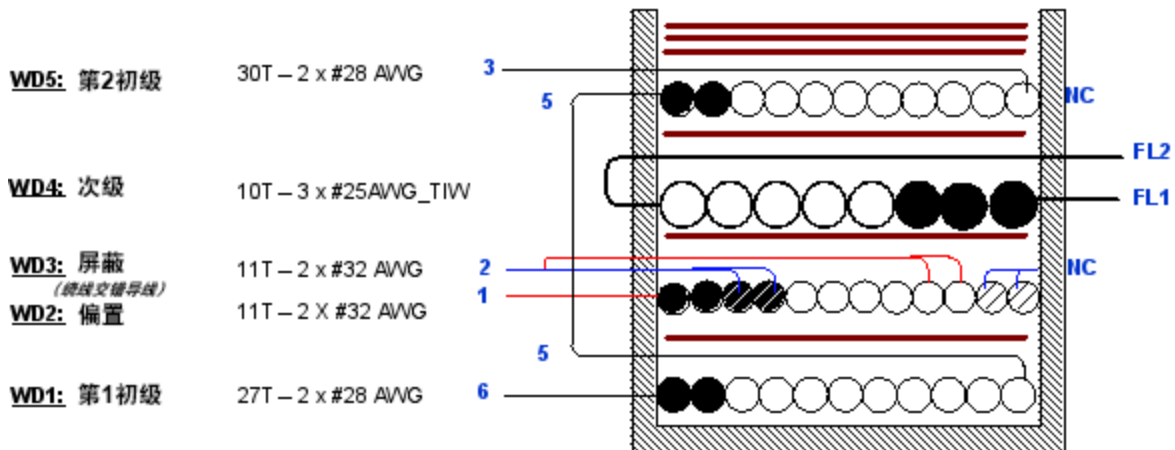 3
WD5: 第2初级 30T – 2 x #28 AWG
5
NC
FL2
WD4: 次级 10T – 3 x #25AWG_TIW
FL1
WD3: 屏蔽 11T – 2 x #32 AWG
2
NC
(绕线交错导线)
1
WD2: 偏置 11T – 2 X #32 AWG
5
WD1: 第1初级 27T – 2 x #28 AWG
6